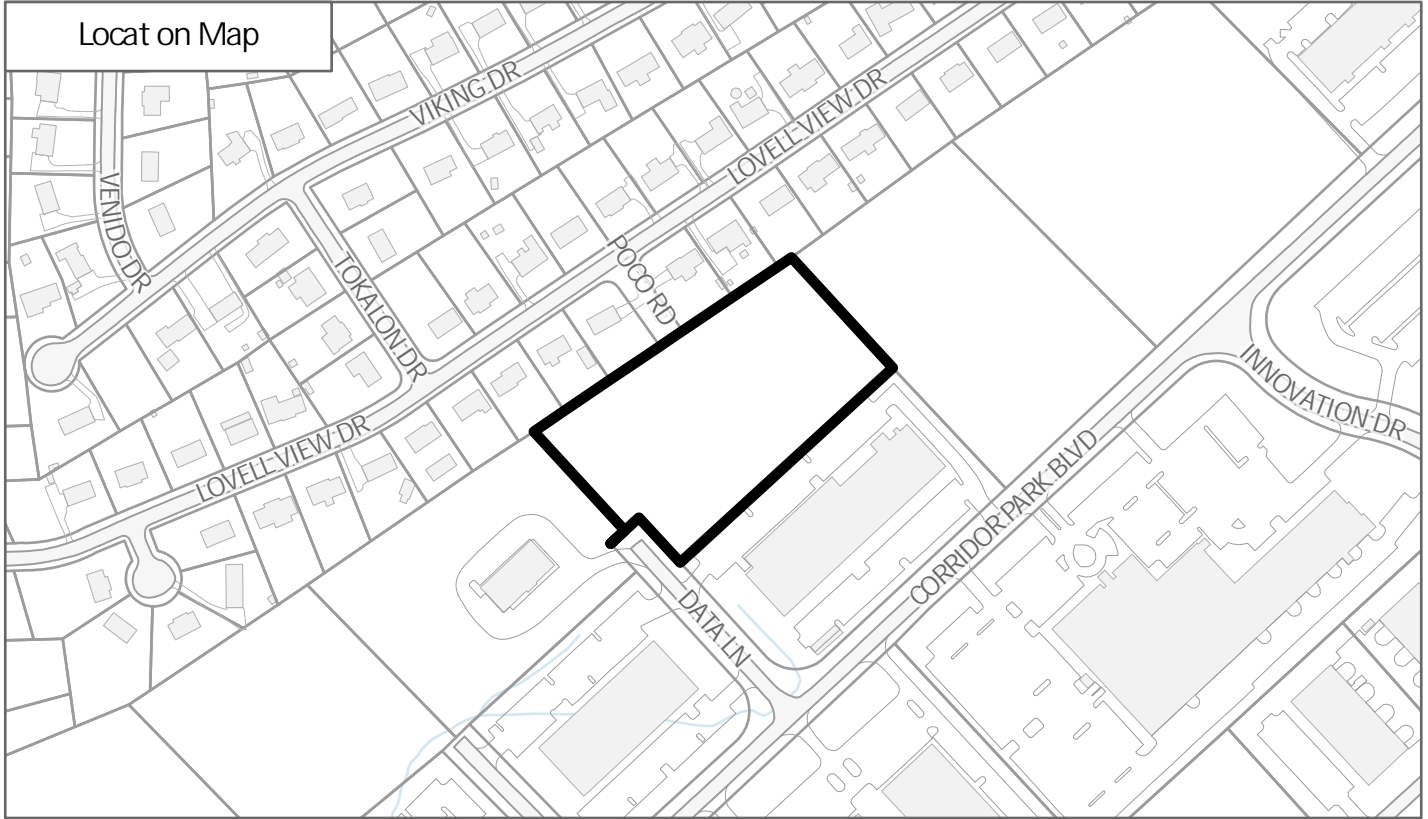 Locat on Map
VIKING DR
LOVELL VIEW DR
VENIDO DR
TOKALON DR
POCO RD
LOVELL VIEW DR
INNOVATION DR
CORRIDOR PARK BLVD
DATA LN